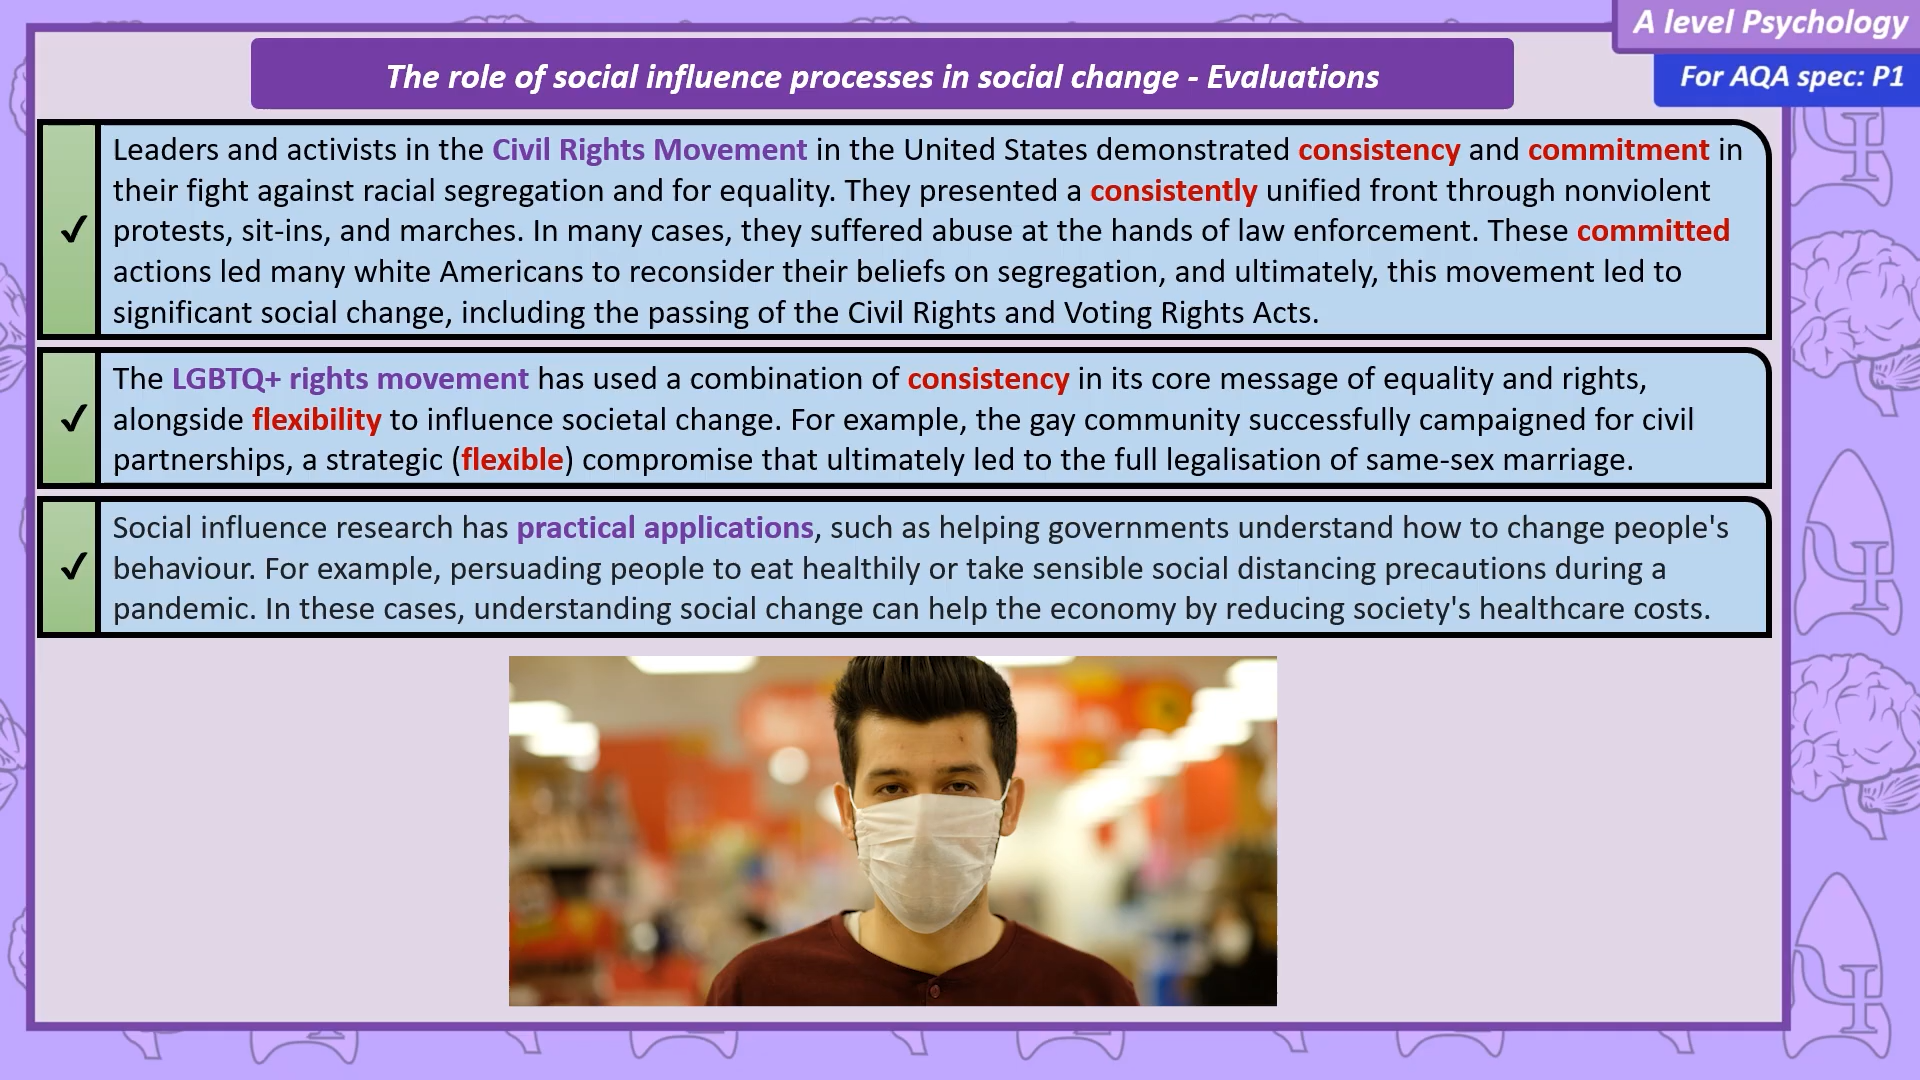 A level Psychology
For AQA spec: P1
The role of social influence processes in social change - Evaluations
✓
Leaders and activists in the Civil Rights Movement in the United States demonstrated consistency and commitment in
their fight against racial segregation and for equality. They presented a consistently unified front through nonviolent
protests, sit-ins, and marches. In many cases, they suffered abuse at the hands of law enforcement. These committed
actions led many white Americans to reconsider their beliefs on segregation, and ultimately, this movement led to
significant social change, including the passing of the Civil Rights and Voting Rights Acts.
✓
The LGBTQ+ rights movement has used a combination of consistency in its core message of equality and rights,
alongside flexibility to influence societal change. For example, the gay community successfully campaigned for civil
partnerships, a strategic (flexible) compromise that ultimately led to the full legalisation of same-sex marriage.
✓
Social influence research has practical applications, such as helping governments understand how to change people's
behaviour. For example, persuading people to eat healthily or take sensible social distancing precautions during a
pandemic. In these cases, understanding social change can help the economy by reducing society's healthcare costs.